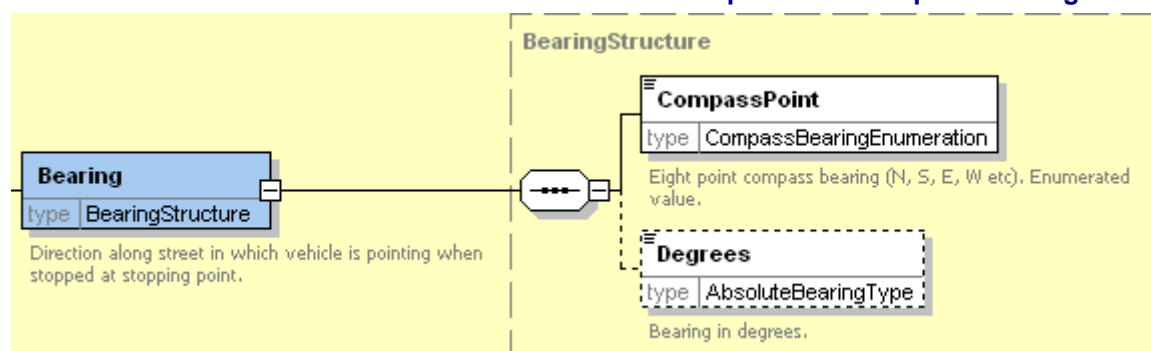 BearingStructure
CompassPoint
type CompassBearingEnumeration
Eight point compass bearing (N, S, E, W etc). Enumerated
value.
Bearing
type BearingStructure
Direction along street in which vehicle is pointing when
stopped at stopping point.
Degrees
type AbsoluteBearingType
Bearing in degrees.